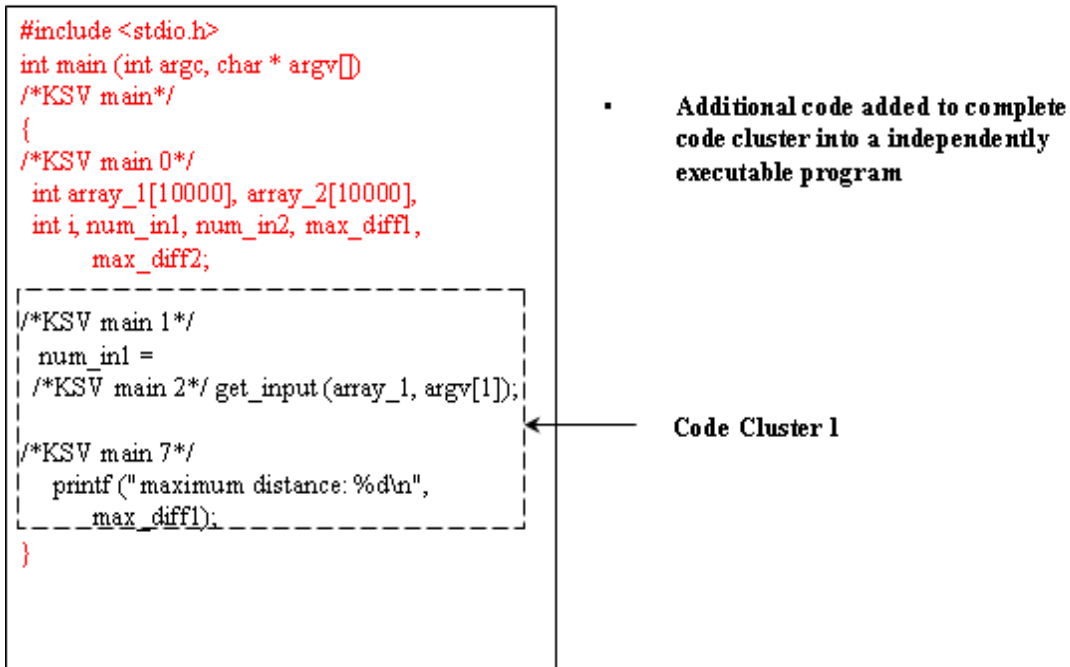 #include <stdio.h>
int main (int argc, char * argv[])
/*KSV main*/
{
/*KSV main 0*/
int array_1[10000], array_2[10000],
int i, num_in1, num_in2, max_diff1,
max_diff2;
/*KSV main 1*/
num_in1 =
/*KSV main 2*/ get_input (array_1, argv[1]);
/*KSV main 7*/
printf ("maximum distance: %d\n",
max_diff1);
}
▪ Additional code added to complete
code cluster into a independently
executable program
Code Cluster 1